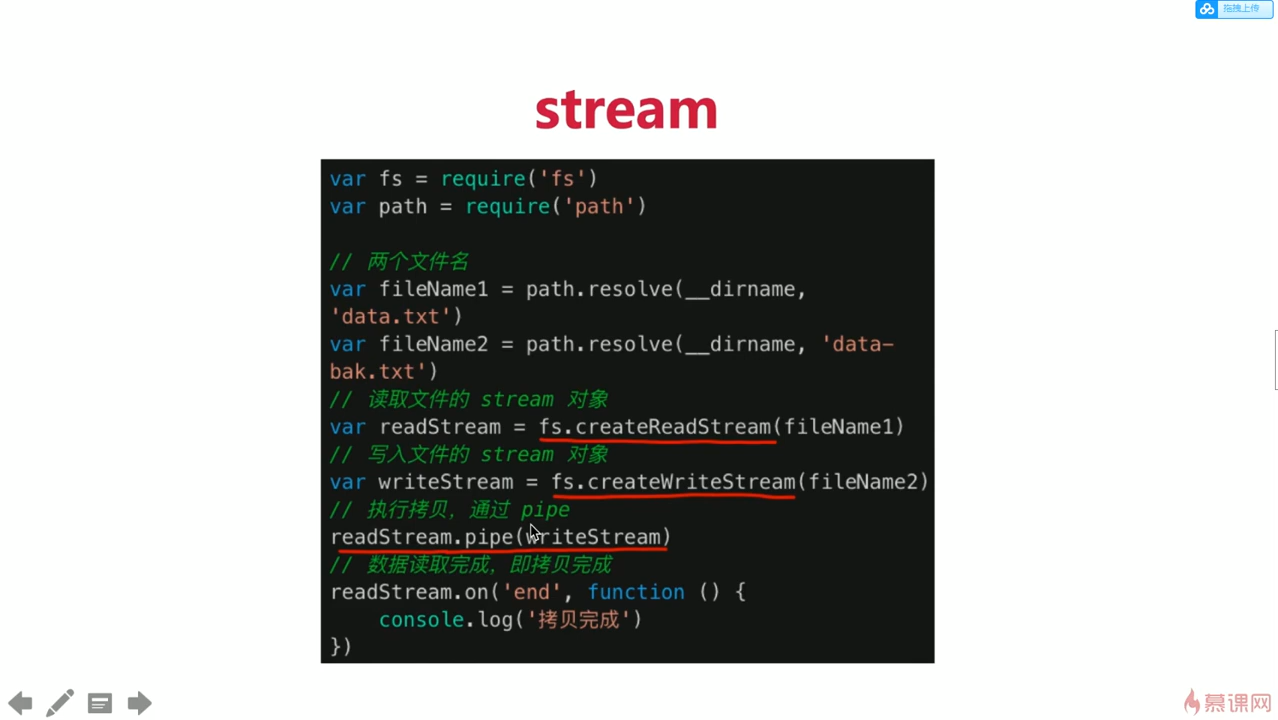 拖拽上传
stream
var fs = require('fs')
var path = require('path')
// 两个文件名
var fileName1 = path.resolve(__dirname,
'data.txt')
var fileName2 = path.resolve(__dirname, 'data-
bak.txt')
// 读取文件的 stream 对象
var readStream = fs.createReadStream(fileName1)
// 写入文件的 stream 对象
var writeStream = fs.createWriteStream(fileName2)
// 执行拷贝，通过 pipe
readStream.pipe(writeStream)
// 数据读取完成，即拷贝完成
readStream.on('end', function () {
console.log('拷贝完成')
})
慕课网